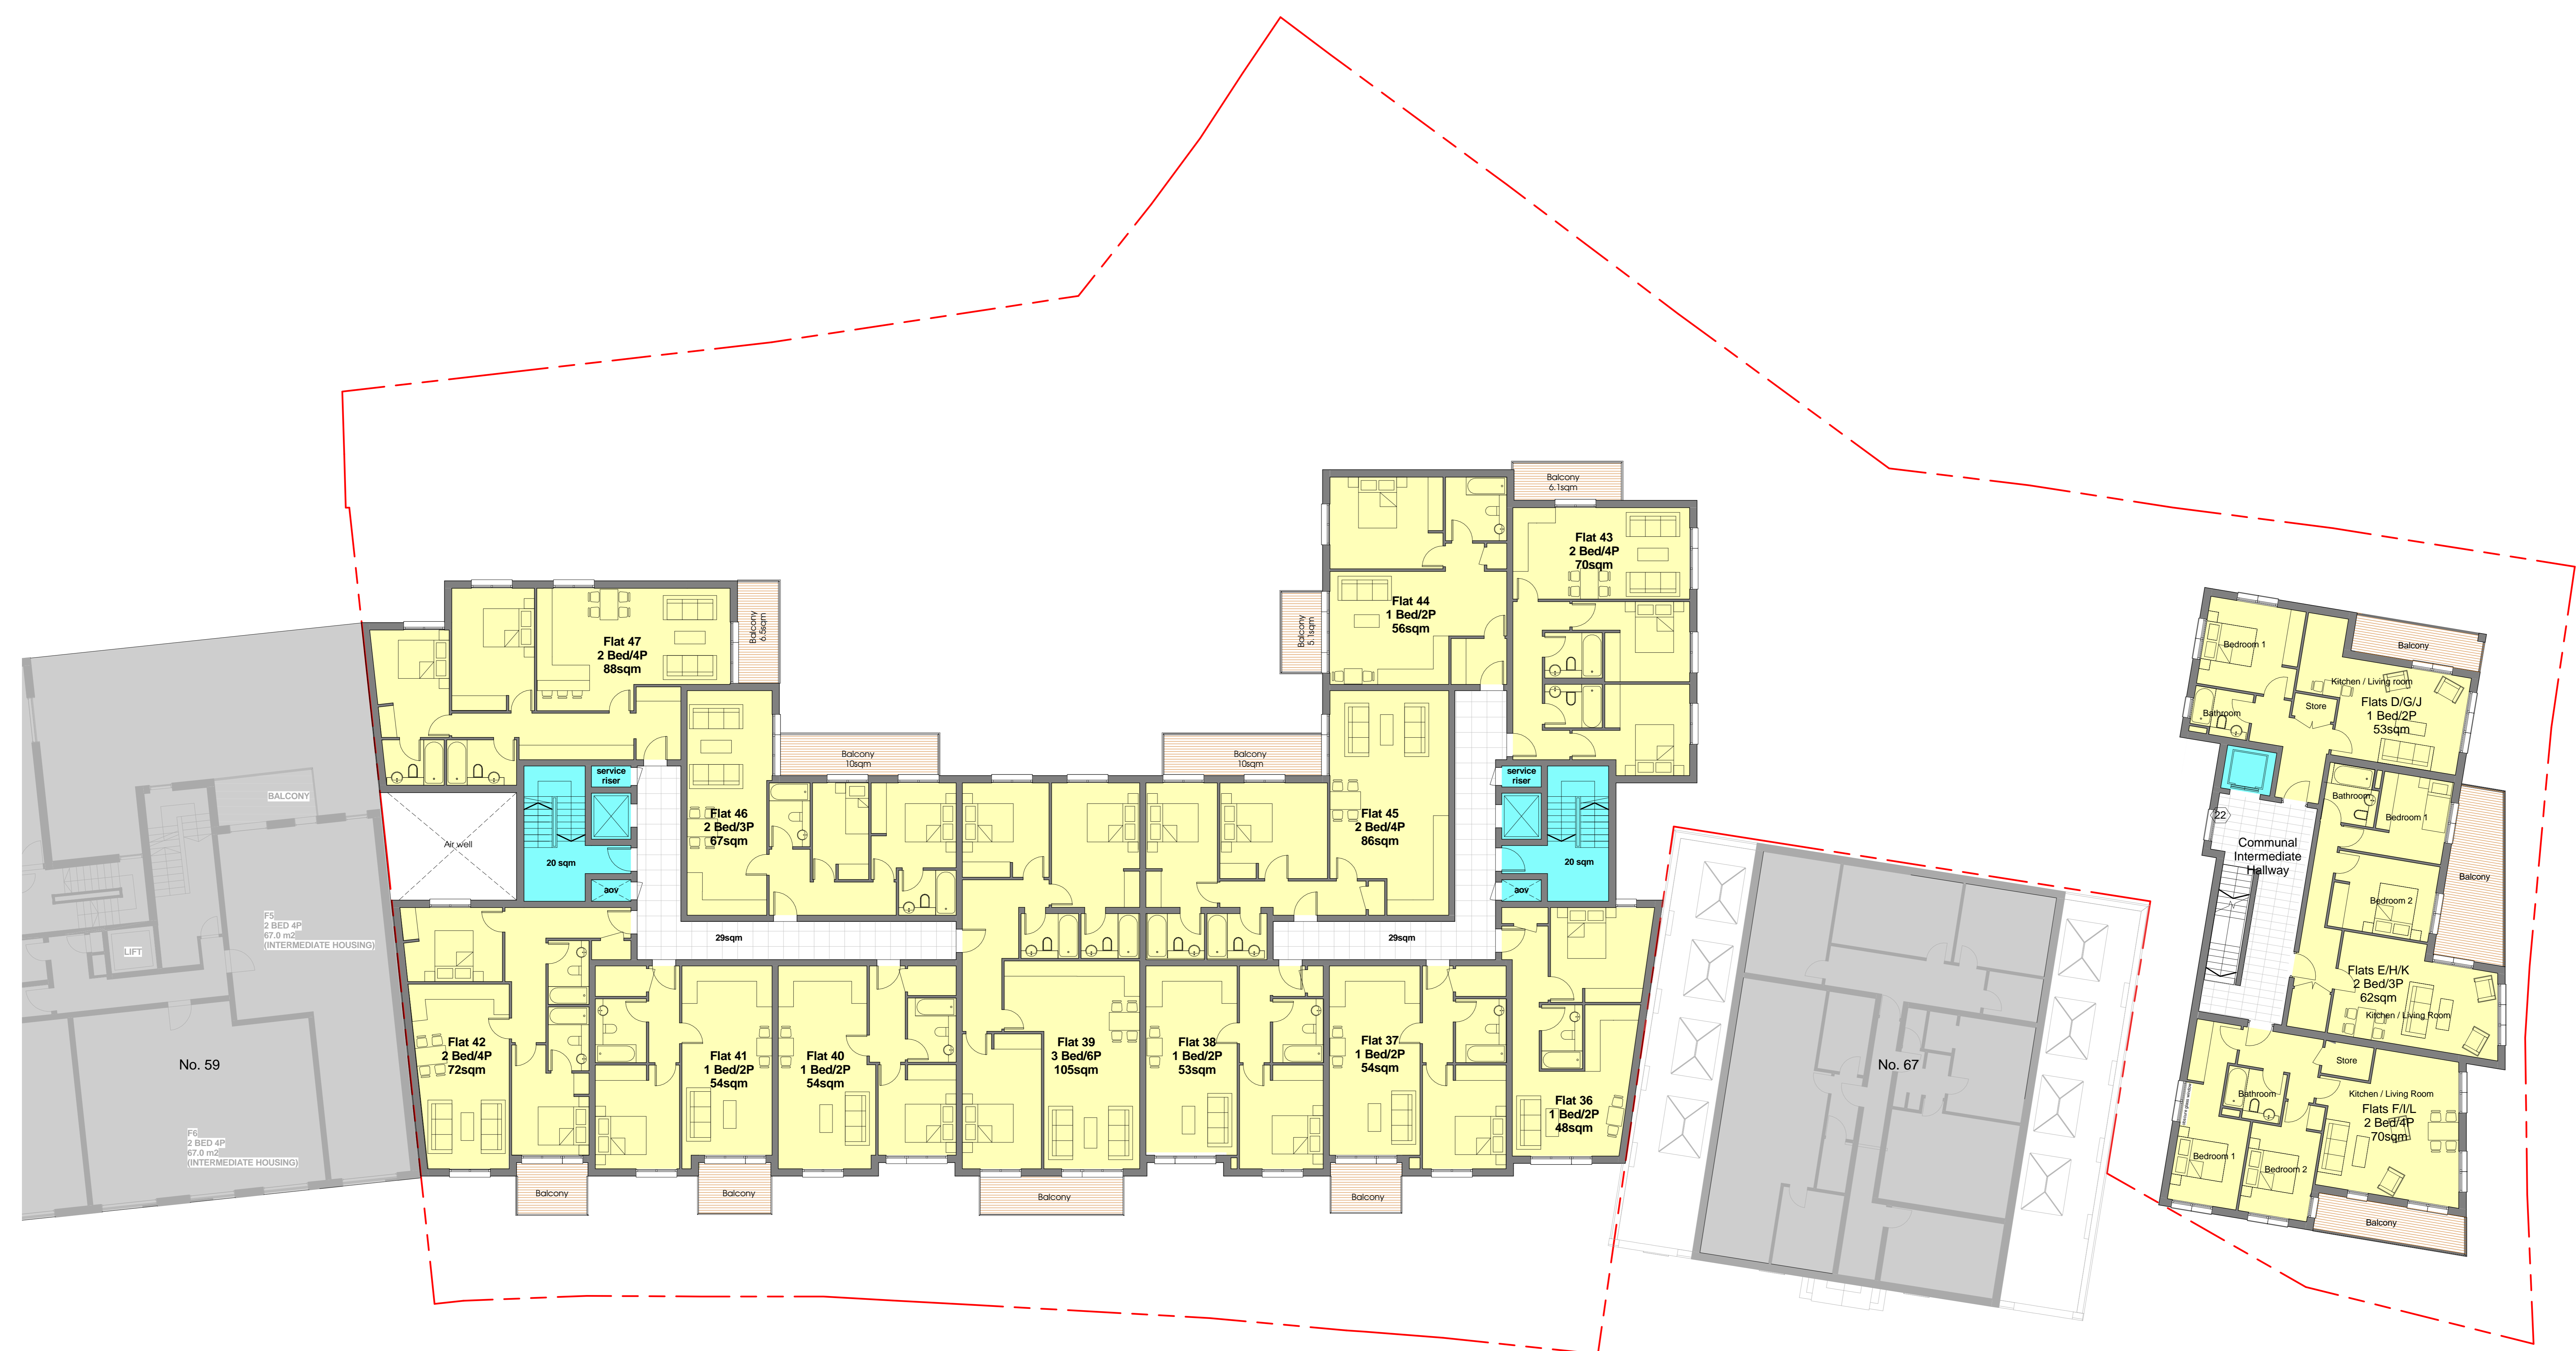 Balcony
6.1sqm
Flat 43
2 Bed/4P
70sqm
Flat 44
1 Bed/2P
56sqm
Balcony
5.1sqm
Flat 47
2 Bed/4P
88sqm
Balcony
6.5sqm
Balcony
10sqm
Balcony
10sqm
service
riser
20 sqm
aov
Air well
Flat 46
2 Bed/3P
67sqm
Flat 45
2 Bed/4P
86sqm
service
riser
20 sqm
aov
29sqm
29sqm
BALCONY
F5
2 BED 4P
67.0 m2
(INTERMEDIATE HOUSING)
LIFT
No. 59
F6
2 BED 4P
67.0 m2
(INTERMEDIATE HOUSING)
Flat 42
2 Bed/4P
72sqm
Flat 41
1 Bed/2P
54sqm
Flat 40
1 Bed/2P
54sqm
Flat 39
3 Bed/6P
105sqm
Flat 38
1 Bed/2P
53sqm
Flat 37
1 Bed/2P
54sqm
Flat 36
1 Bed/2P
48sqm
Balcony
Balcony
Balcony
Balcony
No. 67
Bedroom 1
Balcony
Kitchen / Living room
Store
Bathroom
Flats D/G/J
1 Bed/2P
53sqm
Bathroom
Bedroom 1
22
Communal
Intermediate
Hallway
Balcony
Bedroom 2
Flats E/H/K
2 Bed/3P
62sqm
Kitchen / Living Room
Store
Bathroom
Kitchen / Living Room
Flats F/I/L
2 Bed/4P
70sqm
Bedroom 1
Bedroom 2
Balcony